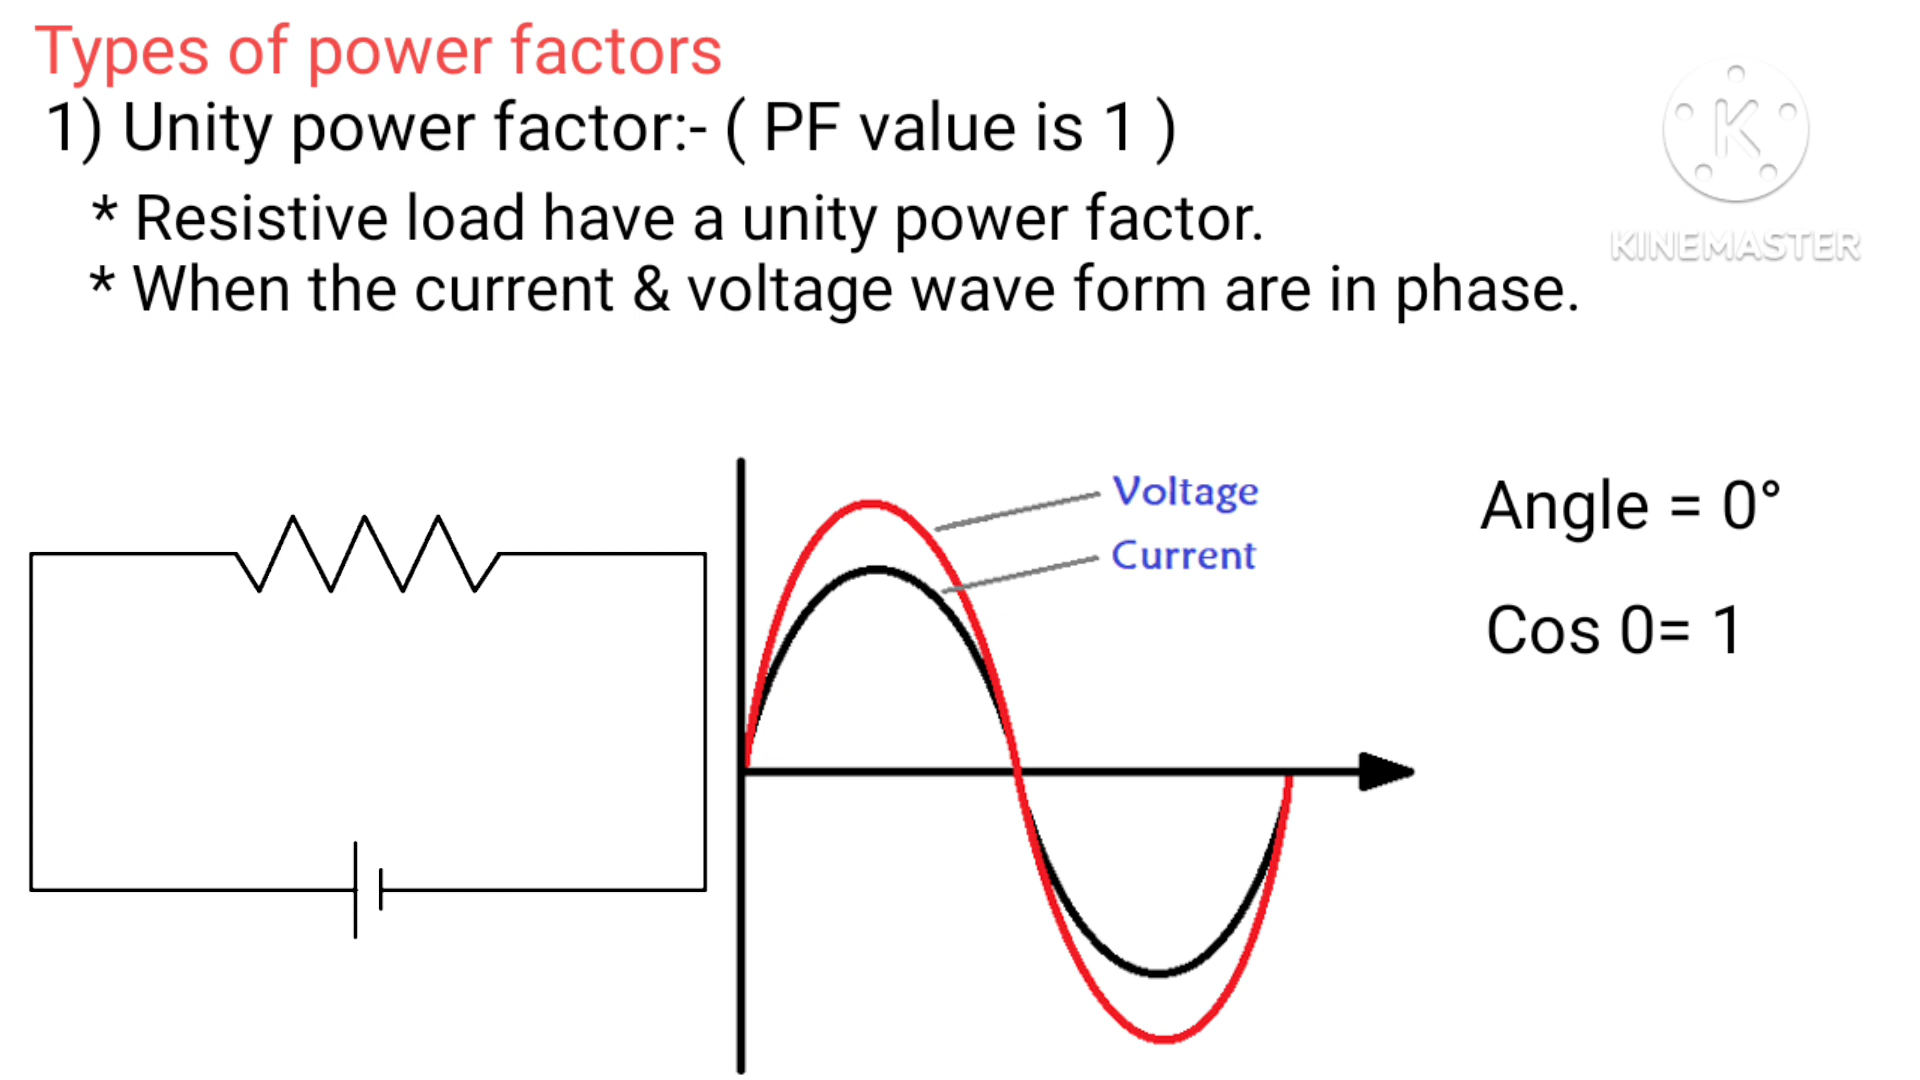 Types of power factors
1) Unity power factor:- ( PF value is 1 )
* Resistive load have a unity power factor.
* When the current & voltage wave form are in phase.
K
KINEMASTER
Voltage
Current
Angle = 0°
Cos 0= 1